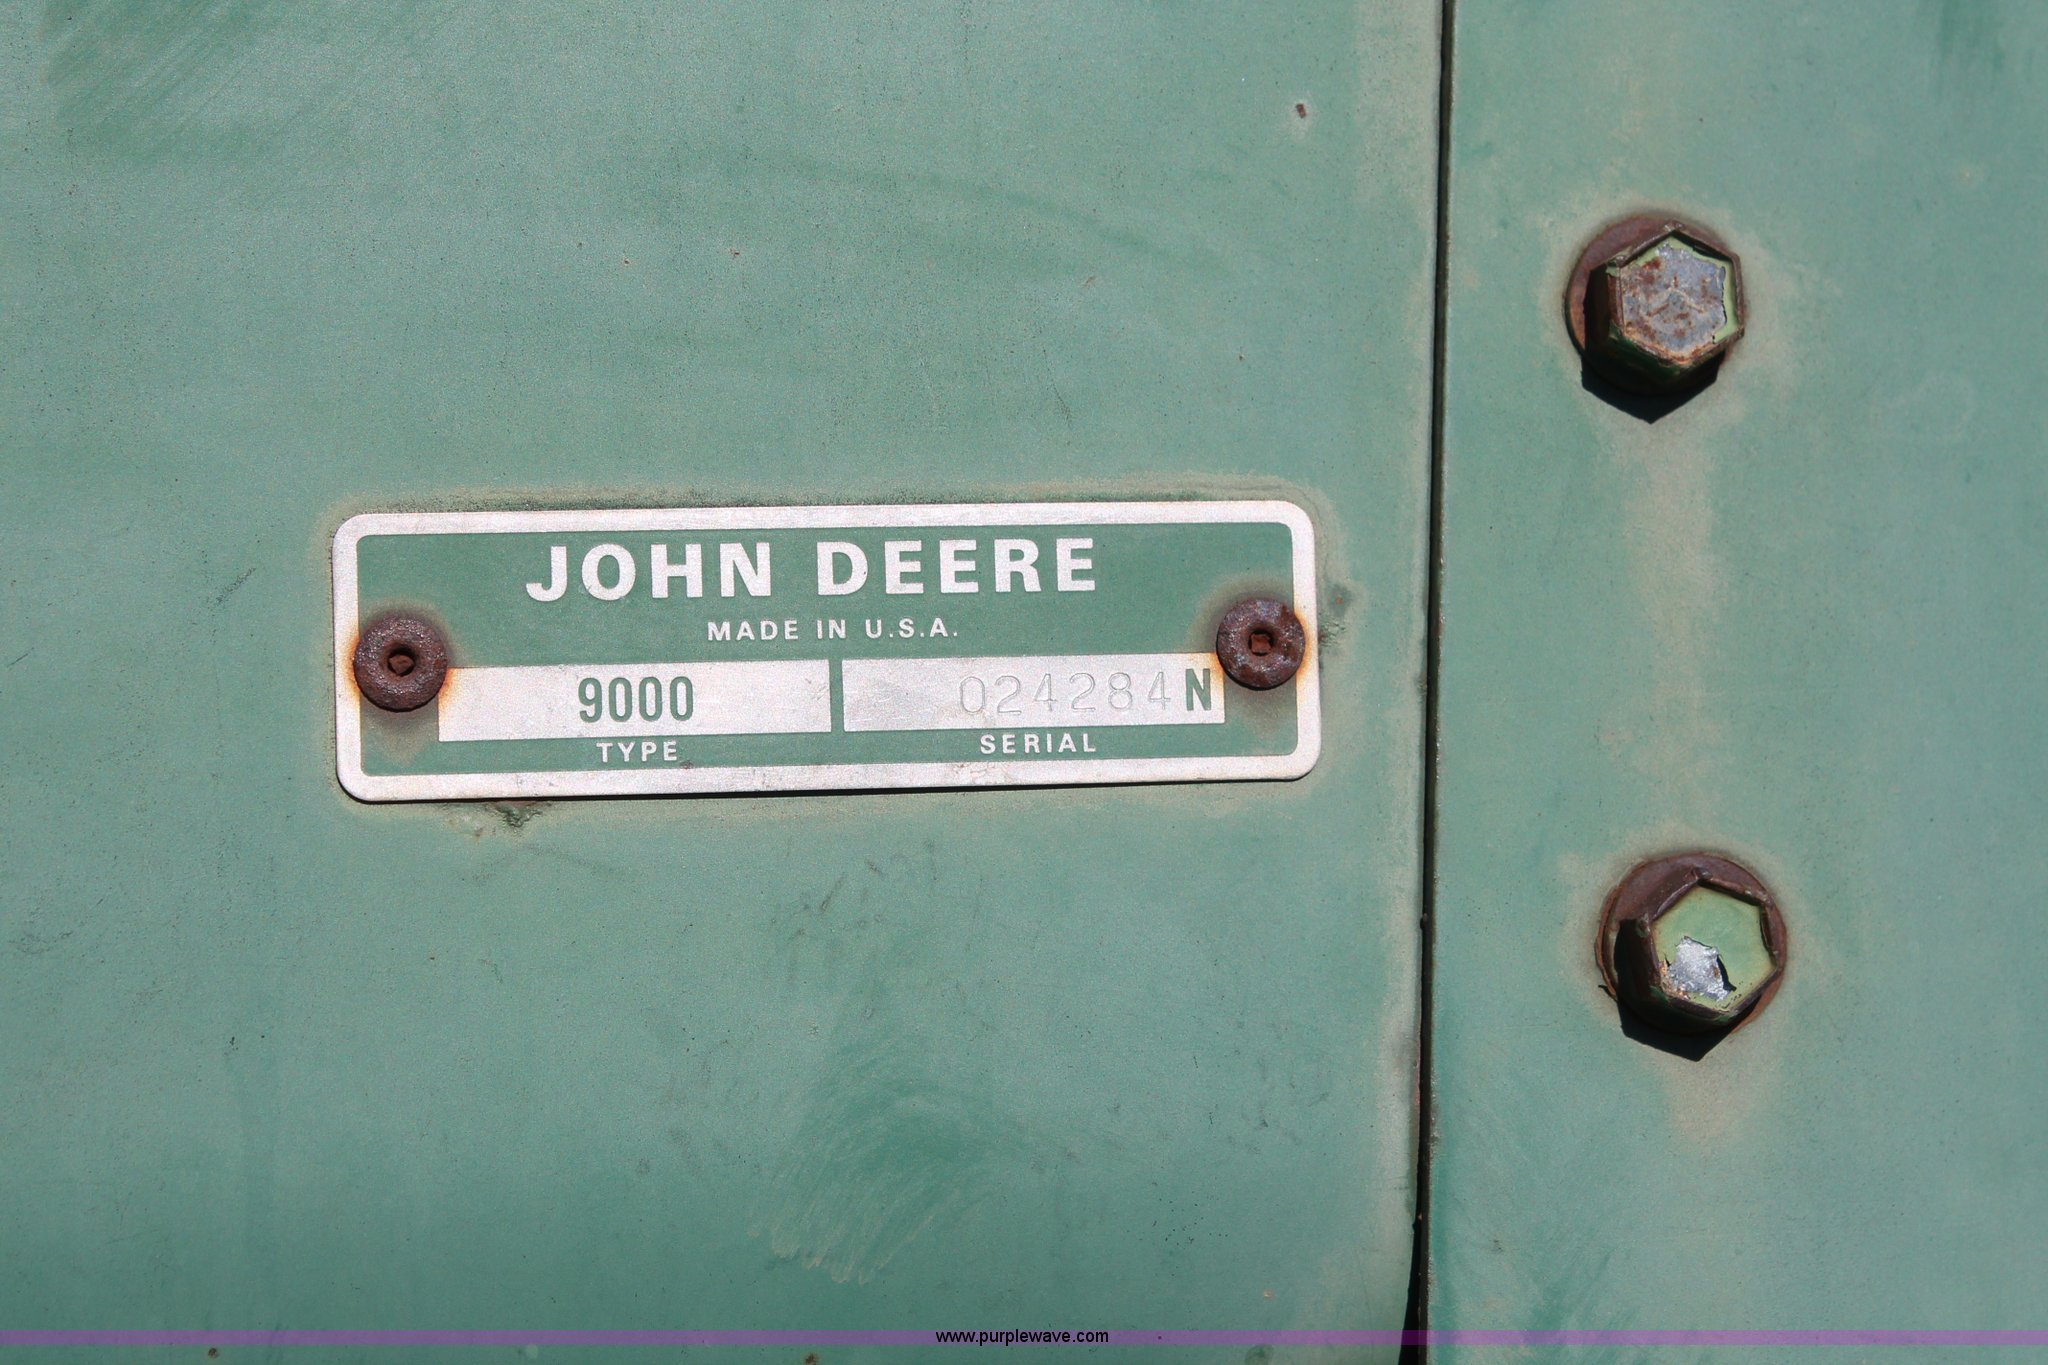 JOHN DEERE
MADE IN U.S.A.
9000 024284N
TYPE SERIAL
www.purplewave.com